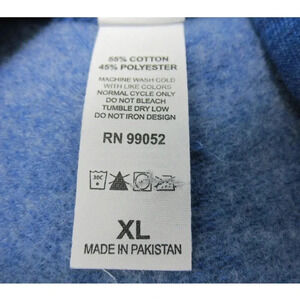 55% COTTON
45% POLYESTER
MACHINE WASH COLD
WITH LIKE COLORS
NORMAL CYCLE ONLY
DO NOT BLEACH
TUMBLE DRY LOW
DO NOT IRON DESIGN
RN 99052
30C
XL
MADE IN PAKISTAN